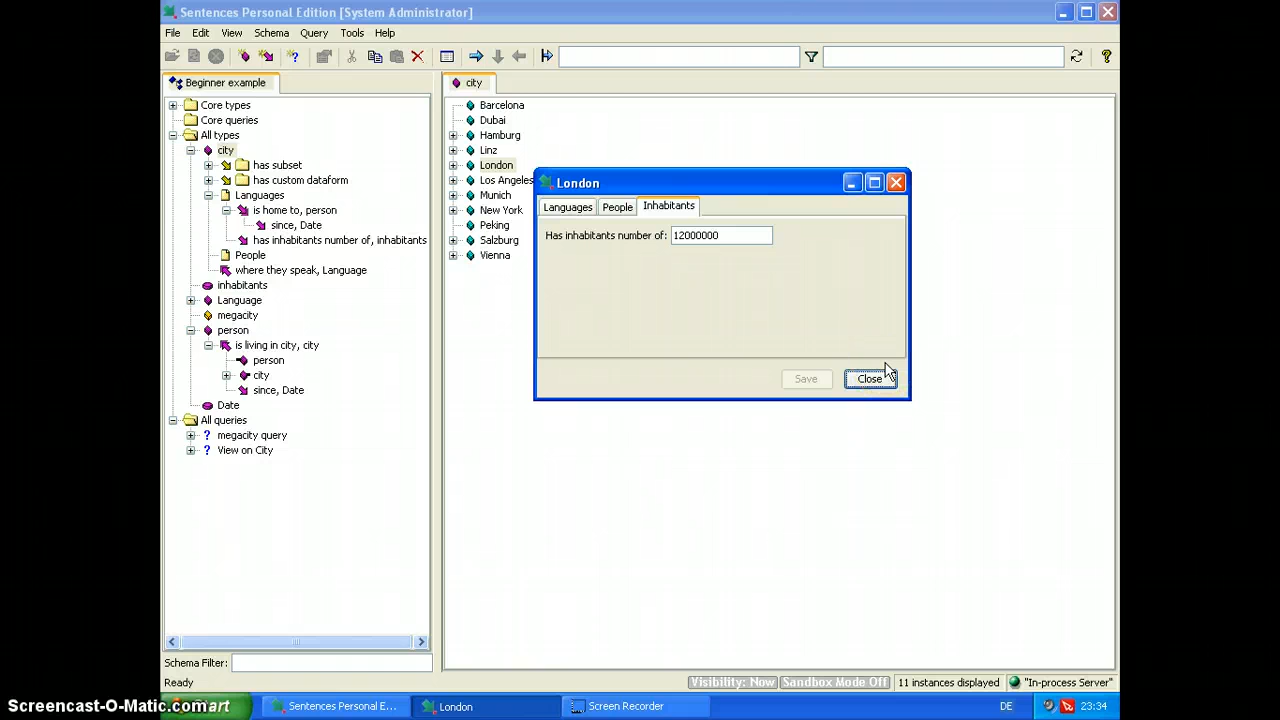 Sentences Personal Edition [System Administrator]
File Edit View Schema Query Tools Help
Beginner example
Core types
Core queries
All types
city
has subset
has custom dataform
Languages
is home to, person
since, Date
has inhabitants number of, inhabitants
People
where they speak, Language
inhabitants
Language
megacity
person
is living in city, city
person
city
since, Date
Date
All queries
? megacity query
? View on City
Schema Filter:
Ready
city
Barcelona
Dubai
Hamburg
Linz
London
Los Angeles
Munich
New York
Peking
Salzburg
Vienna
London
Languages People Inhabitants
Has inhabitants number of: 12000000
Save Close
Visibility: Now Sandbox Mode Off 11 instances displayed "In-process Server"
Screencast-O-Matic.com
art Sentences Personal E... London Screen Recorder DE 23:34